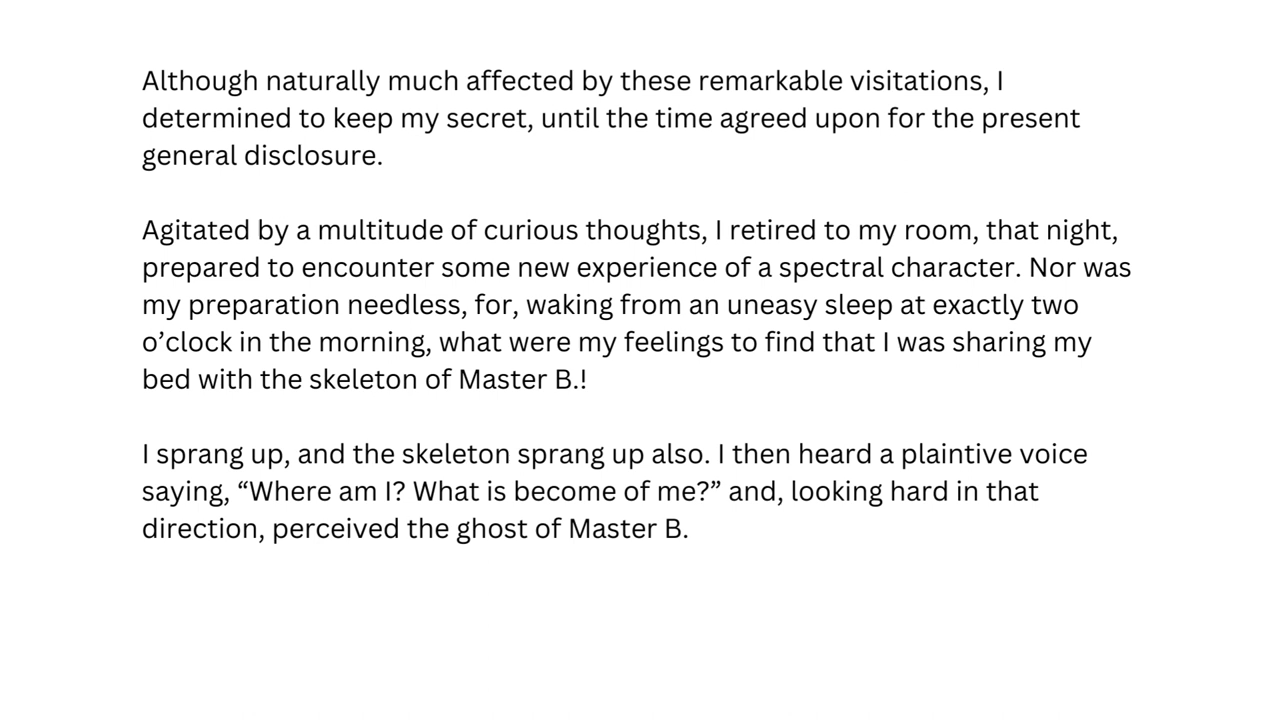 Although naturally much affected by these remarkable visitations, I
determined to keep my secret, until the time agreed upon for the present
general disclosure.
Agitated by a multitude of curious thoughts, I retired to my room, that night,
prepared to encounter some new experience of a spectral character. Nor was
my preparation needless, for, waking from an uneasy sleep at exactly two
o’clock in the morning, what were my feelings to find that I was sharing my
bed with the skeleton of Master B.!
I sprang up, and the skeleton sprang up also. I then heard a plaintive voice
saying, “Where am I? What is become of me?” and, looking hard in that
direction, perceived the ghost of Master B.